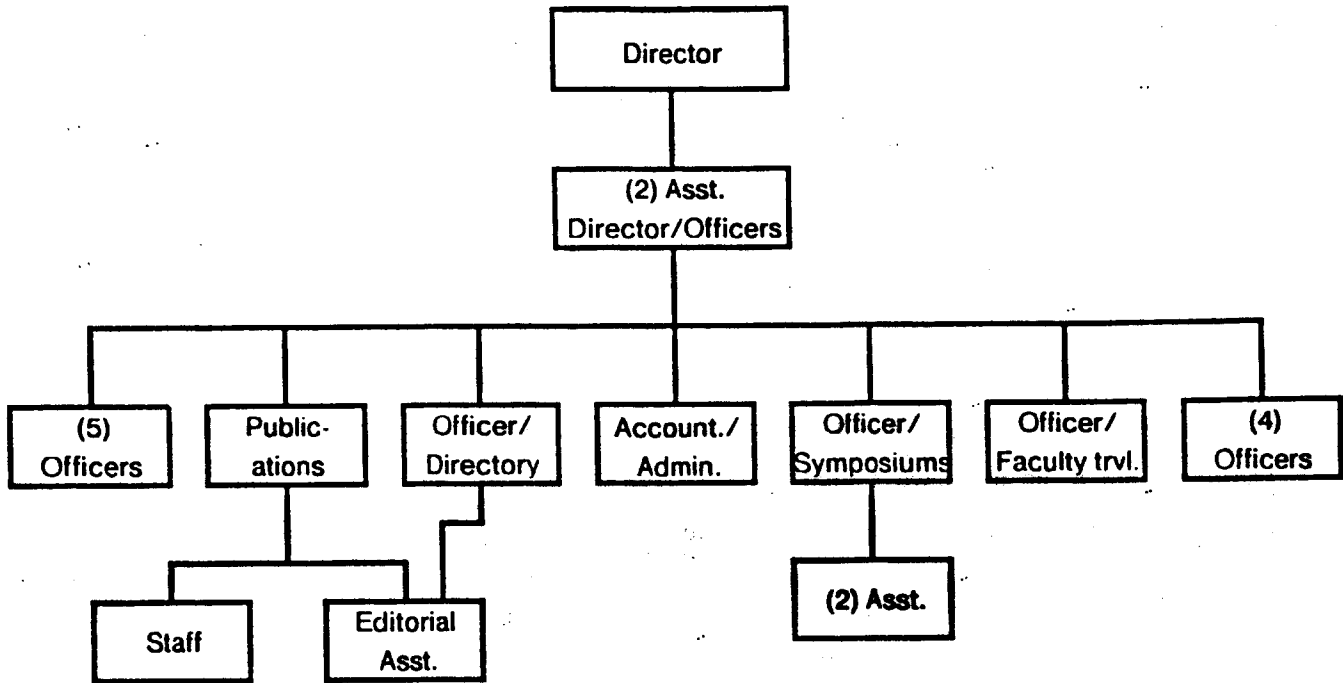 Director
(2) Asst.
Director/Officers
(5)
Officers
Public-
ations
Officer/
Directory
Account./
Admin.
Officer/
Symposiums
Officer/
Faculty trvl.
(4)
Officers
Staff
Editorial
Asst.
(2) Asst.